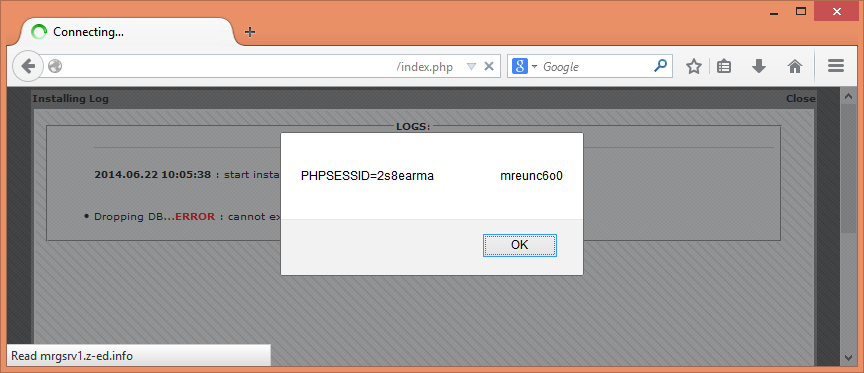 Connecting...
/index.php
Google
Installing Log
Close
LOGS:
2014.06.22 10:05:38 : start insta
Dropping DB...ERROR : cannot ex
PHPSESSID=2s8earma mreunc6o0
OK
Read mrgsrv1.z-ed.info